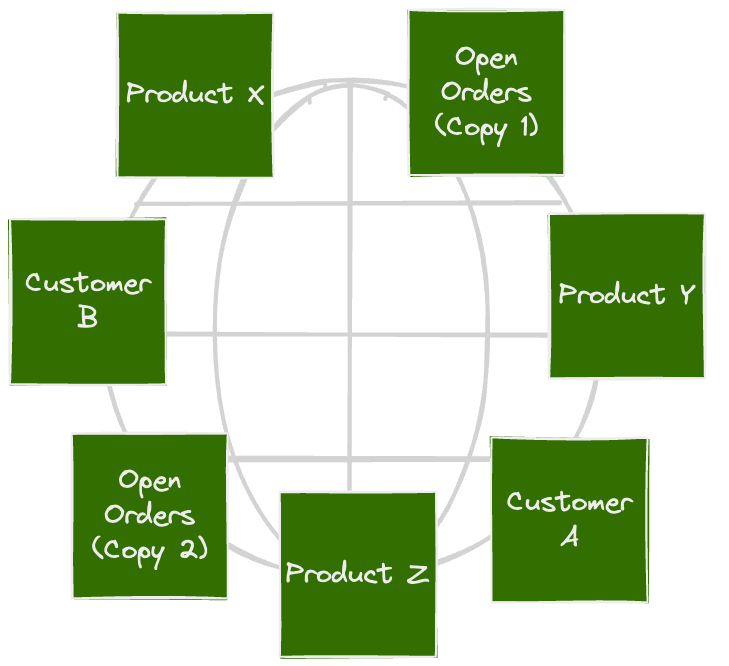 Product X
Open
Orders
(Copy 1)
Customer
B
Product Y
Open
Orders
(Copy 2)
Customer
A
Product Z